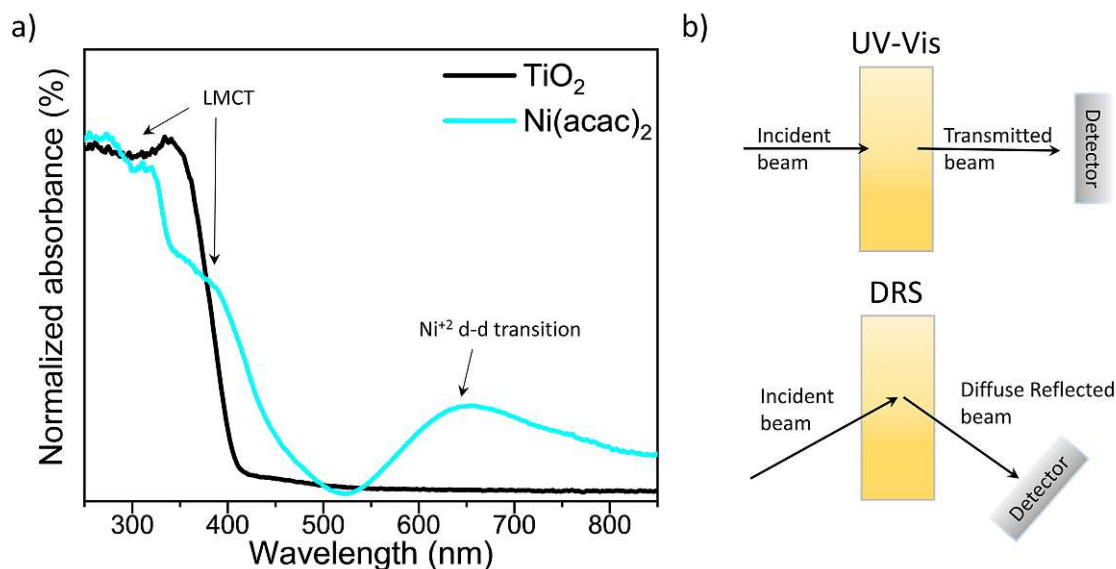 a)
Normalized absorbance (%)
LMCT
TiO₂
Ni(acac)₂
Ni⁺² d-d transition
300 400 500 600 700 800
Wavelength (nm)
b)
UV-Vis
Incident
beam
Transmitted
beam
Detector
DRS
Incident
beam
Diffuse Reflected
beam
Detector